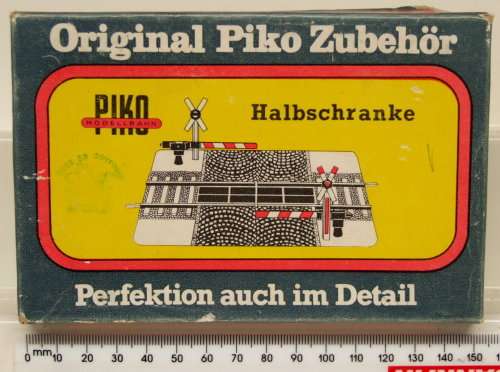 Original Piko Zubehör
PIKO
MODELLBAHN
Halbschranke
Perfektion auch im Detail
0 mm 10 20 30 40 50 60 70 80 90 100 110 120 130 140 150